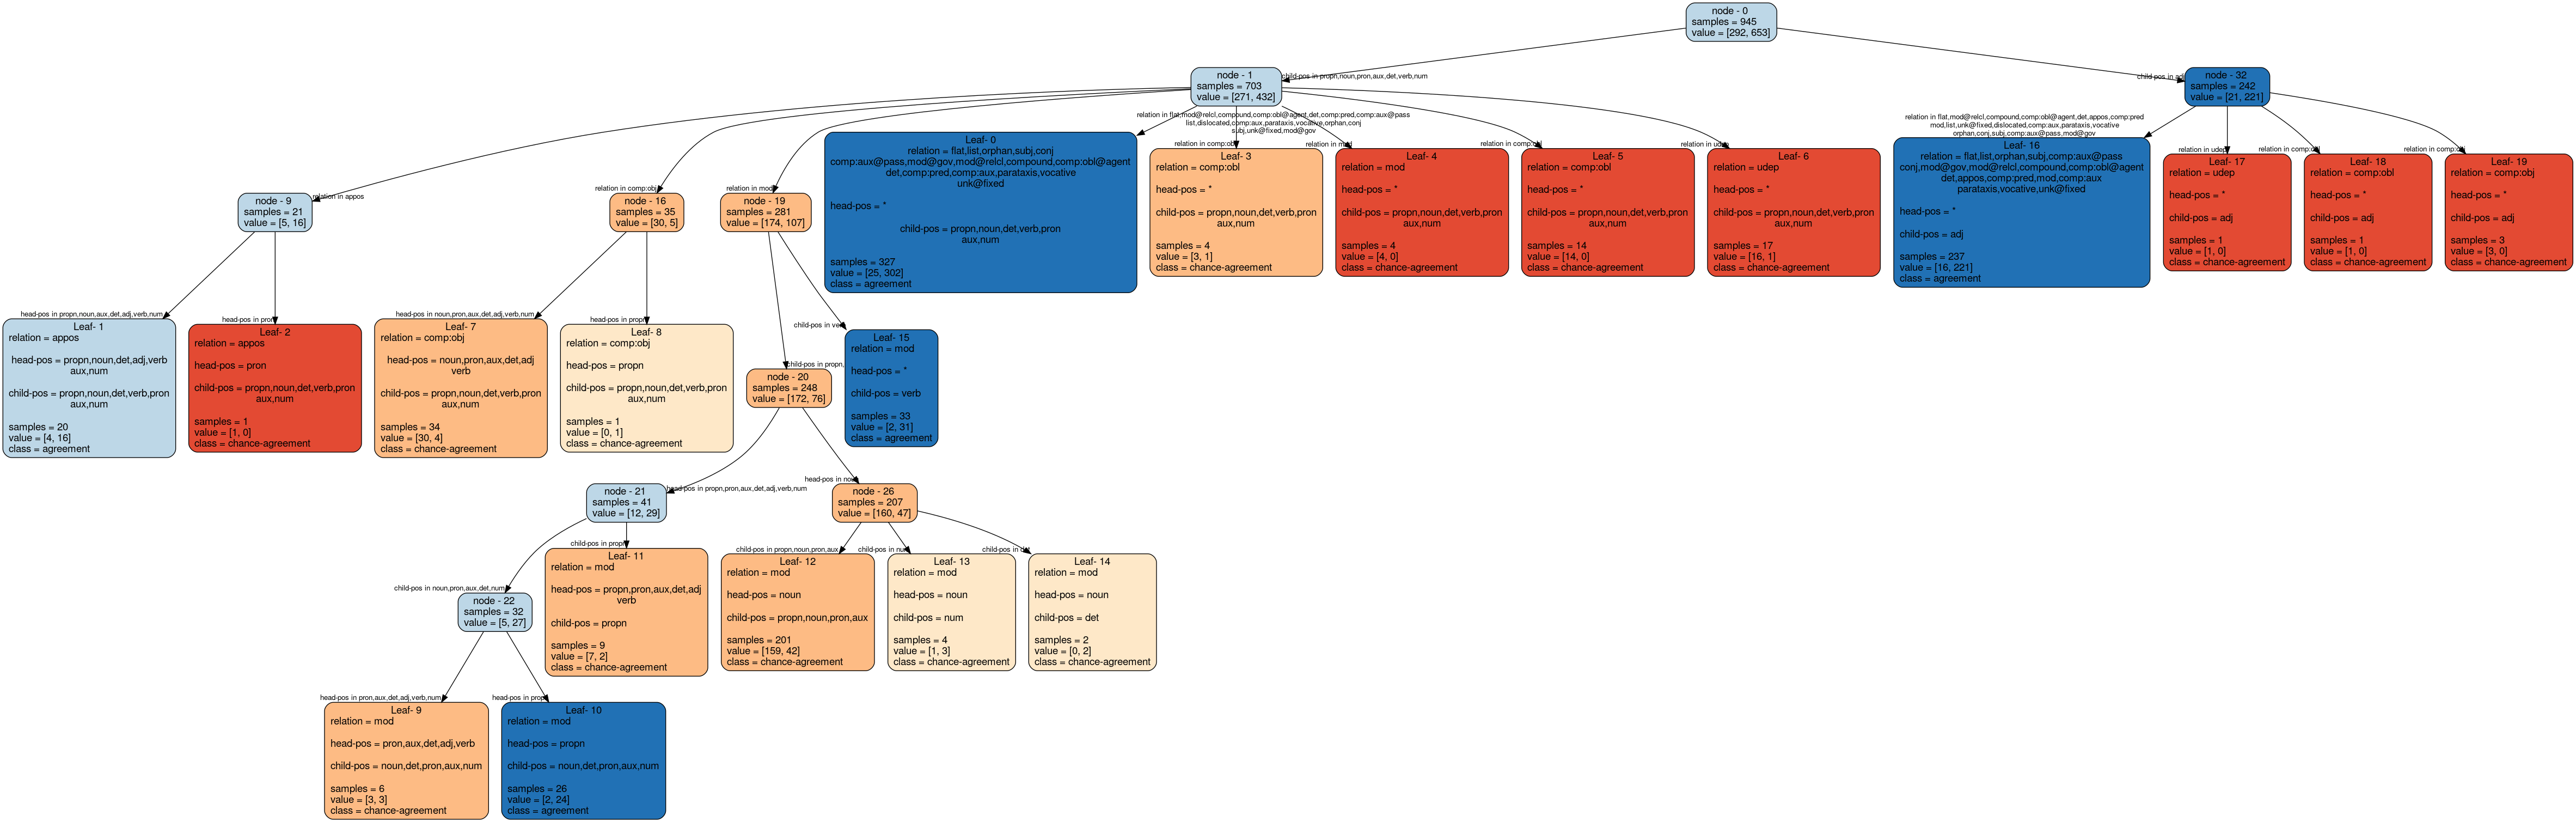 node - 0
samples = 945
value = [292, 653]
child-pos in propn,noun,pron,aux,det,verb,num
node - 1
samples = 703
value = [271, 432]
child-pos in adj
node - 32
samples = 242
value = [21, 221]
relation in flat,mod@relcl,compound,comp:obl@agent,det,comp:pred,comp:aux@pass
list,dislocated,comp:aux,parataxis,vocative,orphan,conj
subj,unk@fixed,mod@gov
Leaf- 0
relation = flat,list,orphan,subj,conj
comp:aux@pass,mod@gov,mod@relcl,compound,comp:obl@agent
det,comp:pred,comp:aux,parataxis,vocative
unk@fixed
head-pos = *
child-pos = propn,noun,det,verb,pron
aux,num
samples = 327
value = [25, 302]
class = agreement
relation in comp:obl
Leaf- 3
relation = comp:obl
head-pos = *
child-pos = propn,noun,det,verb,pron
aux,num
samples = 4
value = [3, 1]
class = chance-agreement
relation in mod
Leaf- 4
relation = mod
head-pos = *
child-pos = propn,noun,det,verb,pron
aux,num
samples = 4
value = [4, 0]
class = chance-agreement
relation in comp:obj
Leaf- 5
relation = comp:obl
head-pos = *
child-pos = propn,noun,det,verb,pron
aux,num
samples = 14
value = [14, 0]
class = chance-agreement
relation in udep
Leaf- 6
relation = udep
head-pos = *
child-pos = propn,noun,det,verb,pron
aux,num
samples = 17
value = [16, 1]
class = chance-agreement
relation in flat,mod@relcl,compound,comp:obl@agent,det,appos,comp:pred
mod,list,unk@fixed,dislocated,comp:aux,parataxis,vocative
orphan,conj,subj,comp:aux@pass,mod@gov
Leaf- 16
relation = flat,list,orphan,subj,comp:aux@pass
conj,mod@gov,mod@relcl,compound,comp:obl@agent
det,appos,comp:pred,mod,comp:aux
parataxis,vocative,unk@fixed
head-pos = *
child-pos = adj
samples = 237
value = [16, 221]
class = agreement
relation in udep
Leaf- 17
relation = udep
head-pos = *
child-pos = adj
samples = 1
value = [1, 0]
class = chance-agreement
relation in comp:obl
Leaf- 18
relation = comp:obl
head-pos = *
child-pos = adj
samples = 1
value = [1, 0]
class = chance-agreement
relation in comp:obj
Leaf- 19
relation = comp:obj
head-pos = *
child-pos = adj
samples = 3
value = [3, 0]
class = chance-agreement
relation in appos
node - 9
samples = 21
value = [5, 16]
relation in comp:obj
node - 16
samples = 35
value = [30, 5]
relation in mod
node - 19
samples = 281
value = [174, 107]
head-pos in propn,noun,aux,det,adj,verb,num
Leaf- 1
relation = appos
head-pos = propn,noun,det,adj,verb
aux,num
child-pos = propn,noun,det,verb,pron
aux,num
samples = 20
value = [4, 16]
class = agreement
head-pos in pron
Leaf- 2
relation = appos
head-pos = pron
child-pos = propn,noun,det,verb,pron
aux,num
samples = 1
value = [1, 0]
class = chance-agreement
head-pos in noun,pron,aux,det,adj,verb,num
Leaf- 7
relation = comp:obj
head-pos = noun,pron,aux,det,adj
verb
child-pos = propn,noun,det,verb,pron
aux,num
samples = 34
value = [30, 4]
class = chance-agreement
head-pos in propn
Leaf- 8
relation = comp:obj
head-pos = propn
child-pos = propn,noun,det,verb,pron
aux,num
samples = 1
value = [0, 1]
class = chance-agreement
child-pos in verb
Leaf- 15
relation = mod
head-pos = *
child-pos = verb
samples = 33
value = [2, 31]
class = agreement
child-pos in propn,
node - 20
samples = 248
value = [172, 76]
head-pos in propn,pron,aux,det,adj,verb,num
node - 21
samples = 41
value = [12, 29]
head-pos in noun
node - 26
samples = 207
value = [160, 47]
child-pos in propn
Leaf- 11
relation = mod
head-pos = propn,pron,aux,det,adj
verb
child-pos = propn
samples = 9
value = [7, 2]
class = chance-agreement
child-pos in propn,noun,pron,aux
Leaf- 12
relation = mod
head-pos = noun
child-pos = propn,noun,pron,aux
samples = 201
value = [159, 42]
class = chance-agreement
child-pos in num
Leaf- 13
relation = mod
head-pos = noun
child-pos = num
samples = 4
value = [1, 3]
class = chance-agreement
child-pos in det
Leaf- 14
relation = mod
head-pos = noun
child-pos = det
samples = 2
value = [0, 2]
class = chance-agreement
child-pos in noun,pron,aux,det,num
node - 22
samples = 32
value = [5, 27]
head-pos in pron,aux,det,adj,verb,num
Leaf- 9
relation = mod
head-pos = pron,aux,det,adj,verb
child-pos = noun,det,pron,aux,num
samples = 6
value = [3, 3]
class = chance-agreement
head-pos in propn
Leaf- 10
relation = mod
head-pos = propn
child-pos = noun,det,pron,aux,num
samples = 26
value = [2, 24]
class = agreement